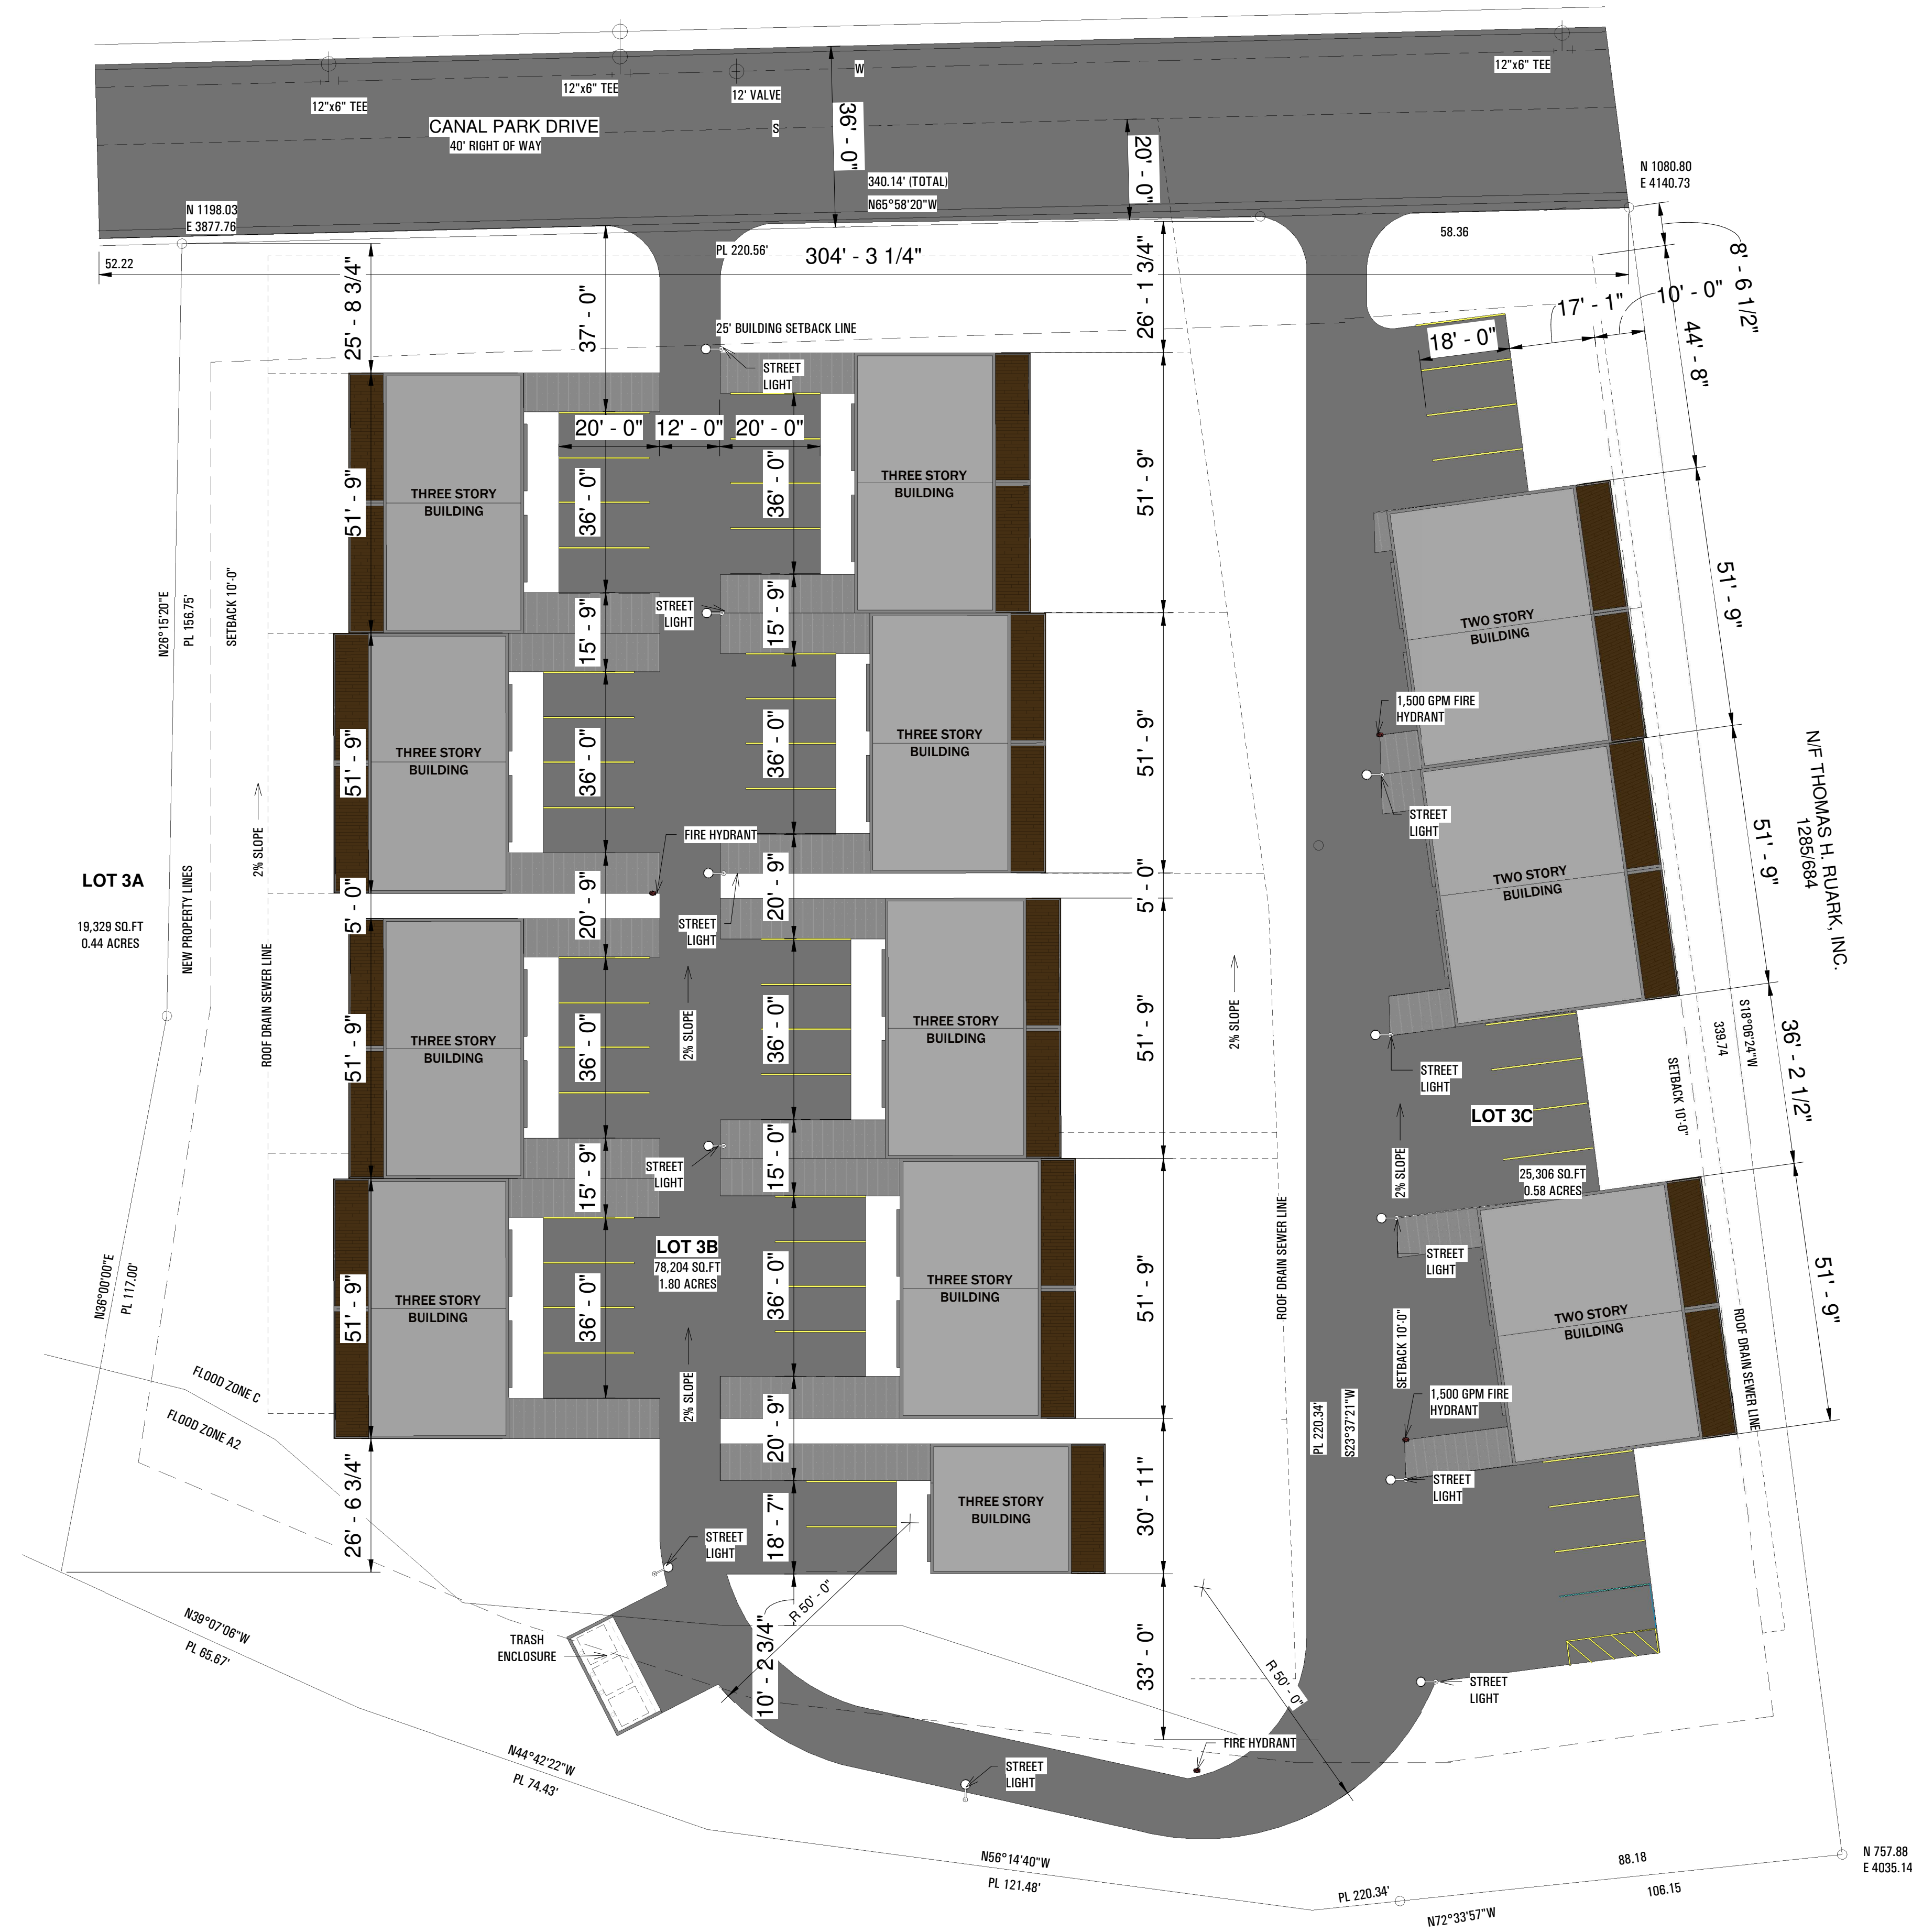 12"x6" TEE
12"x6" TEE
12' VALVE
W
12"x6" TEE
CANAL PARK DRIVE
40' RIGHT OF WAY
S
36' - 0"
20' - 0"
340.14' (TOTAL)
N65°58'20"W
N 1080.80
E 4140.73
N 1198.03
E 3877.76
52.22
PL 220.56'
304' - 3 1/4"
58.36
8' - 6 1/2"
25' - 8 3/4"
37' - 0"
26' - 1 3/4"
25' BUILDING SETBACK LINE
17' - 1"
10' - 0"
18' - 0"
44' - 8"
STREET
LIGHT
20' - 0"
12' - 0"
20' - 0"
51' - 9"
THREE STORY
BUILDING
36' - 0"
36' - 0"
THREE STORY
BUILDING
51' - 9"
N26°15'20"E
PL 156.75'
SETBACK 10'-0"
15' - 9"
STREET
LIGHT
15' - 9"
TWO STORY
BUILDING
51' - 9"
1,500 GPM FIRE
HYDRANT
51' - 9"
THREE STORY
BUILDING
36' - 0"
36' - 0"
THREE STORY
BUILDING
51' - 9"
N/F THOMAS H. RUARK, INC.
1285/684
STREET
LIGHT
FIRE HYDRANT
2% SLOPE
LOT 3A
19,329 SQ.FT
0.44 ACRES
NEW PROPERTY LINES
ROOF DRAIN SEWER LINE
5' - 0"
20' - 9"
STREET
LIGHT
20' - 9"
5' - 0"
TWO STORY
BUILDING
51' - 9"
51' - 9"
THREE STORY
BUILDING
36' - 0"
2% SLOPE
36' - 0"
THREE STORY
BUILDING
51' - 9"
2% SLOPE
STREET
LIGHT
LOT 3C
25,306 SQ.FT
0.58 ACRES
2% SLOPE
SETBACK 10'-0"
339.74
S18°06'24"W
36' - 2 1/2"
15' - 9"
STREET
LIGHT
15' - 0"
ROOF DRAIN SEWER LINE
STREET
LIGHT
LOT 3B
78,204 SQ.FT
1.80 ACRES
N36°00'00"E
PL 117.00'
51' - 9"
THREE STORY
BUILDING
36' - 0"
36' - 0"
THREE STORY
BUILDING
51' - 9"
TWO STORY
BUILDING
51' - 9"
SETBACK 10'-0"
ROOF DRAIN SEWER LINE
FLOOD ZONE C
FLOOD ZONE A2
2% SLOPE
1,500 GPM FIRE
HYDRANT
PL 220.34'
S23°37'21"W
STREET
LIGHT
26' - 6 3/4"
20' - 9"
18' - 7"
THREE STORY
BUILDING
30' - 11"
STREET
LIGHT
R 50' - 0"
10' - 2 3/4"
33' - 0"
R 50' - 0"
TRASH
ENCLOSURE
N39°07'06"W
PL 65.67'
STREET
LIGHT
FIRE HYDRANT
STREET
LIGHT
N44°42'22"W
PL 74.43'
N56°14'40"W
PL 121.48'
PL 220.34'
88.18
106.15
N72°33'57"W
N 757.88
E 4035.14